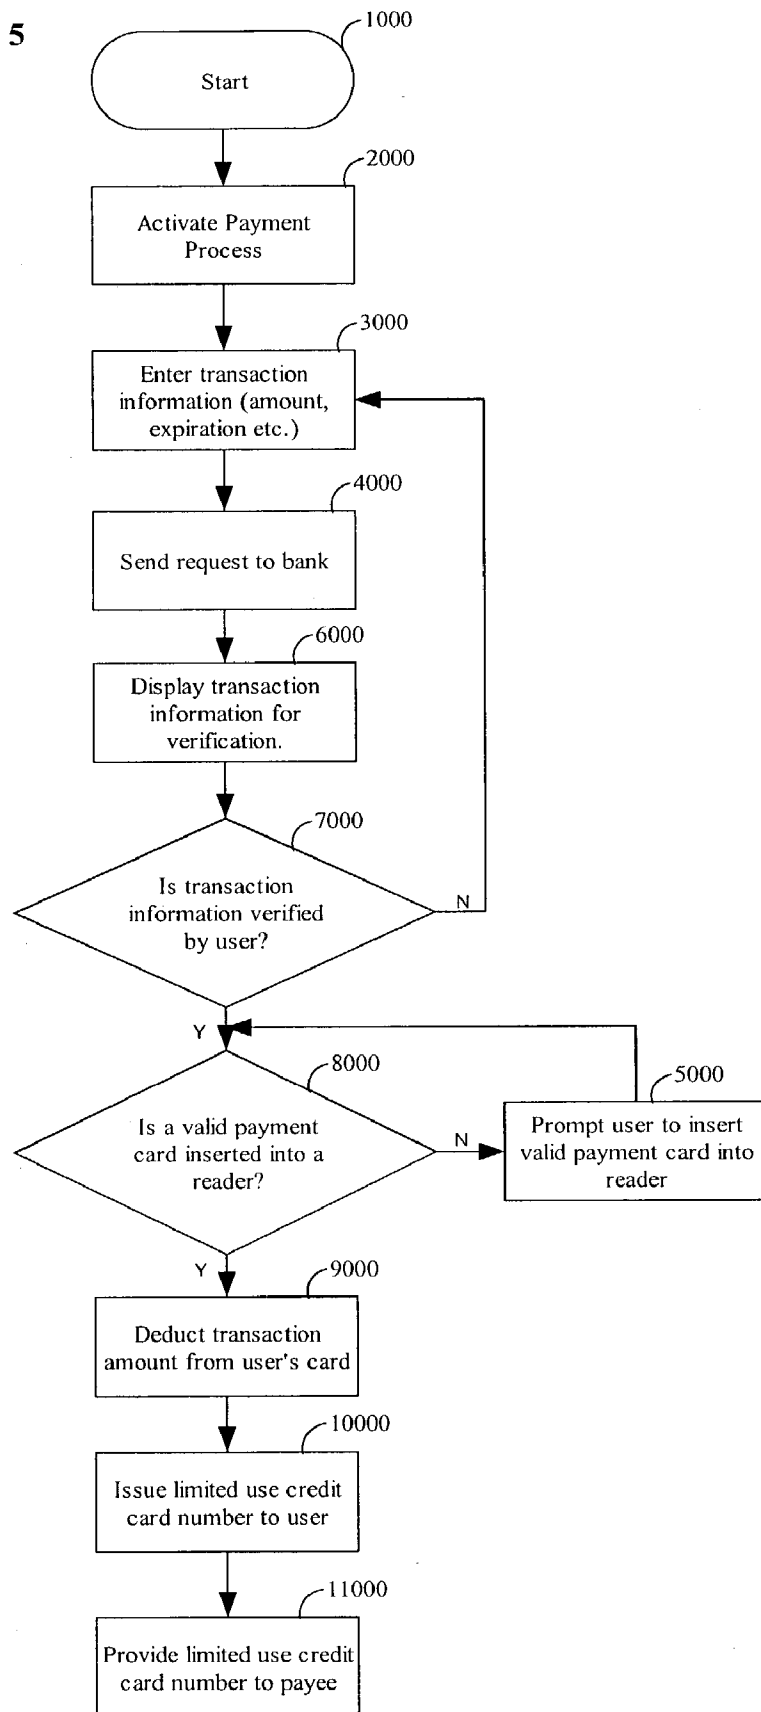 5
1000
Start
2000
Activate Payment
Process
3000
Enter transaction
information (amount,
expiration etc.)
4000
Send request to bank
6000
Display transaction
information for
verification.
7000
Is transaction
information verified
by user?
N
Y
8000
Is a valid payment
card inserted into a
reader?
N
5000
Prompt user to insert
valid payment card into
reader
Y
9000
Deduct transaction
amount from user's card
10000
Issue limited use credit
card number to user
11000
Provide limited use credit
card number to payee